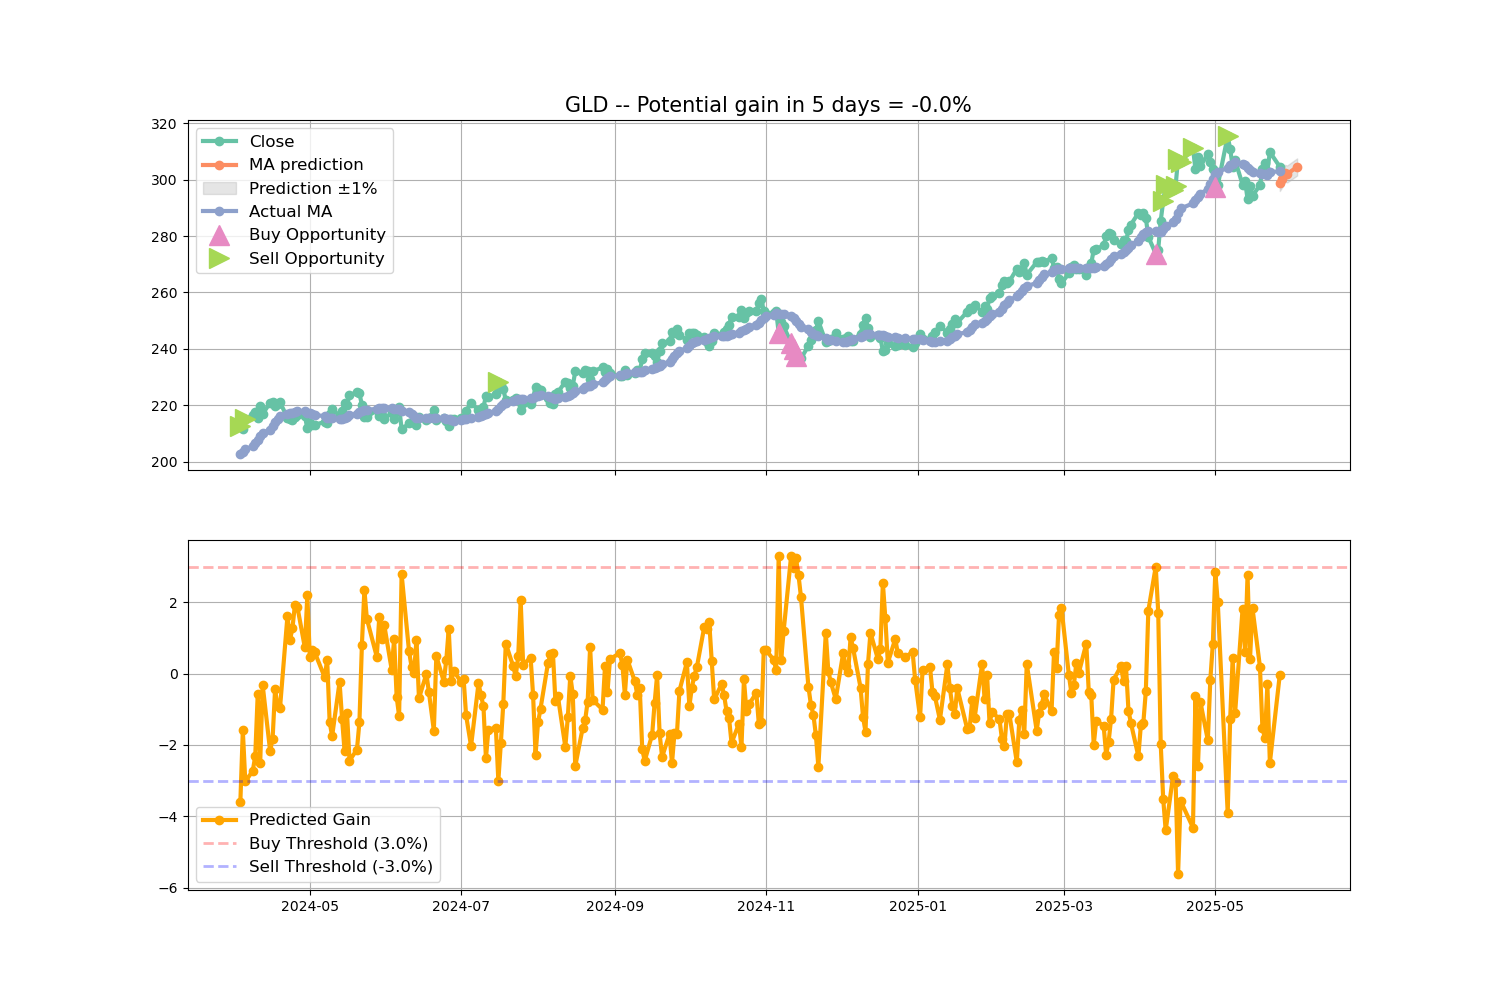 GLD -- Potential gain in 5 days = -0.0%
320
300
280
260
240
220
200
Close
MA prediction
Prediction ±1%
Actual MA
Buy Opportunity
Sell Opportunity
2
0
−2
−4
−6
Predicted Gain
Buy Threshold (3.0%)
Sell Threshold (-3.0%)
2024-05
2024-07
2024-09
2024-11
2025-01
2025-03
2025-05